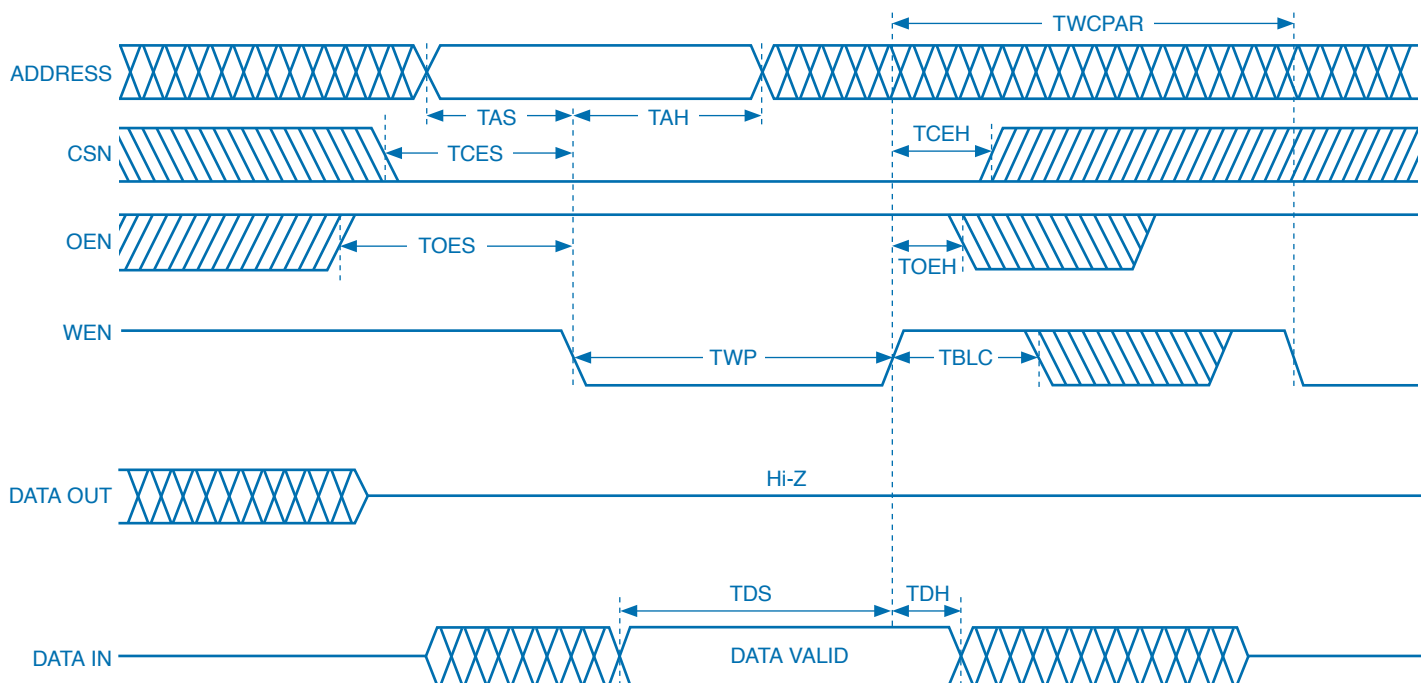 TWCPAR
ADDRESS
TAS
TAH
CSN
TCES
TCEH
OEN
TOES
TOEH
WEN
TWP
TBLC
DATA OUT
Hi-Z
TDS
TDH
DATA IN
DATA VALID